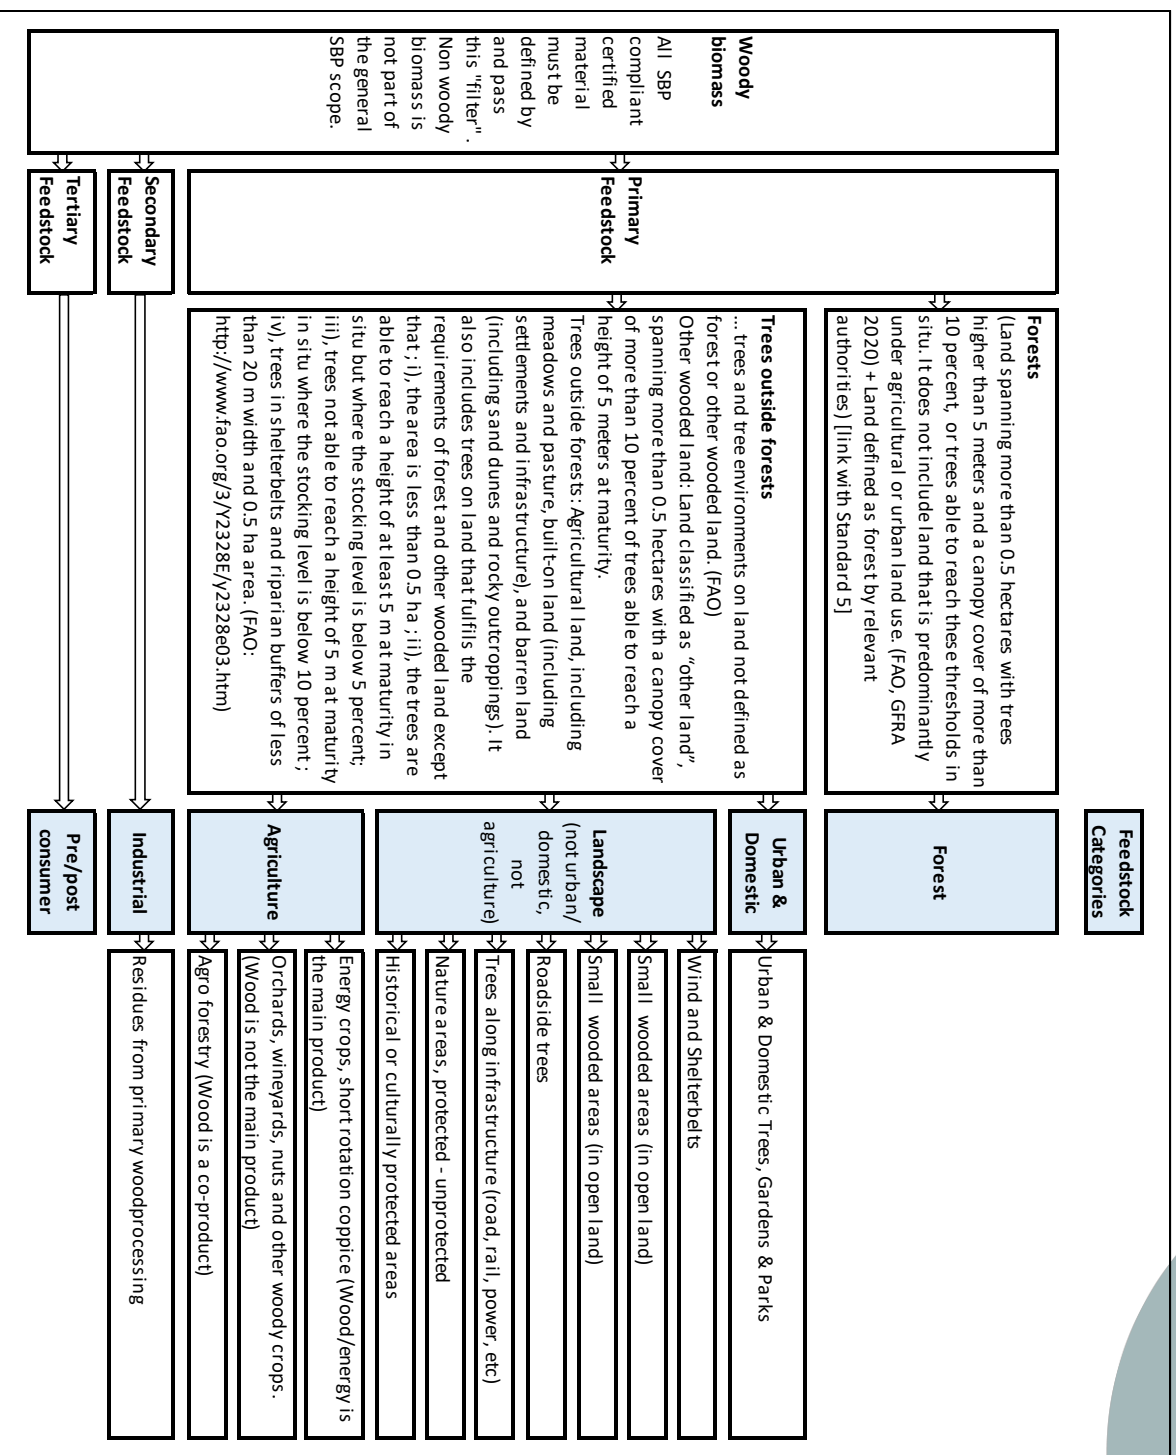 Feedstock
Categories
Woody
biomass
All SBP
compliant
certified
material
must be
defined by
and pass
this "filter".
Non woody
biomass is
not part of
the general
SBP scope.
Primary
Feedstock
Secondary
Feedstock
Tertiary
Feedstock
Forests
(Land spanning more than 0.5 hectares with trees
higher than 5 meters and a canopy cover of more than
10 percent, or trees able to reach these thresholds in
situ. It does not include land that is predominantly
under agricultural or urban land use. (FAO, GFRA
2020) + Land defined as forest by relevant
authorities) [link with Standard 5]
Trees outside forests
... trees and tree environments on land not defined as
forest or other wooded land. (FAO)
Other wooded land: Land classified as “other land”,
spanning more than 0.5 hectares with a canopy cover
of more than 10 percent of trees able to reach a
height of 5 meters at maturity.
Trees outside forests: Agricultural land, including
meadows and pasture, built-on land (including
settlements and infrastructure), and barren land
(including sand dunes and rocky outcroppings). It
also includes trees on land that fulfils the
requirements of forest and other wooded land except
that ; i), the area is less than 0.5 ha ; ii), the trees are
able to reach a height of at least 5 m at maturity in
situ but where the stocking level is below 5 percent;
iii), trees not able to reach a height of 5 m at maturity
in situ where the stocking level is below 10 percent ;
iv), trees in shelterbelts and riparian buffers of less
than 20 m width and 0.5 ha area. (FAO:
http://www.fao.org/3/Y2328E/y2328e03.htm)
Forest
Urban &
Domestic
Landscape
(not urban/
domestic,
not
agriculture)
Agriculture
Industrial
Pre/post
consumer
Urban & Domestic Trees, Gardens & Parks
Wind and Shelterbelts
Small wooded areas (in open land)
Small wooded areas (in open land)
Roadside trees
Trees along infrastructure (road, rail, power, etc)
Nature areas, protected - unprotected
Historical or culturally protected areas
Energy crops, short rotation coppice (Wood/energy is
the main product)
Orchards, wineyards, nuts and other woody crops.
(Wood is not the main product)
Agro forestry (Wood is a co-product)
Residues from primary woodprocessing